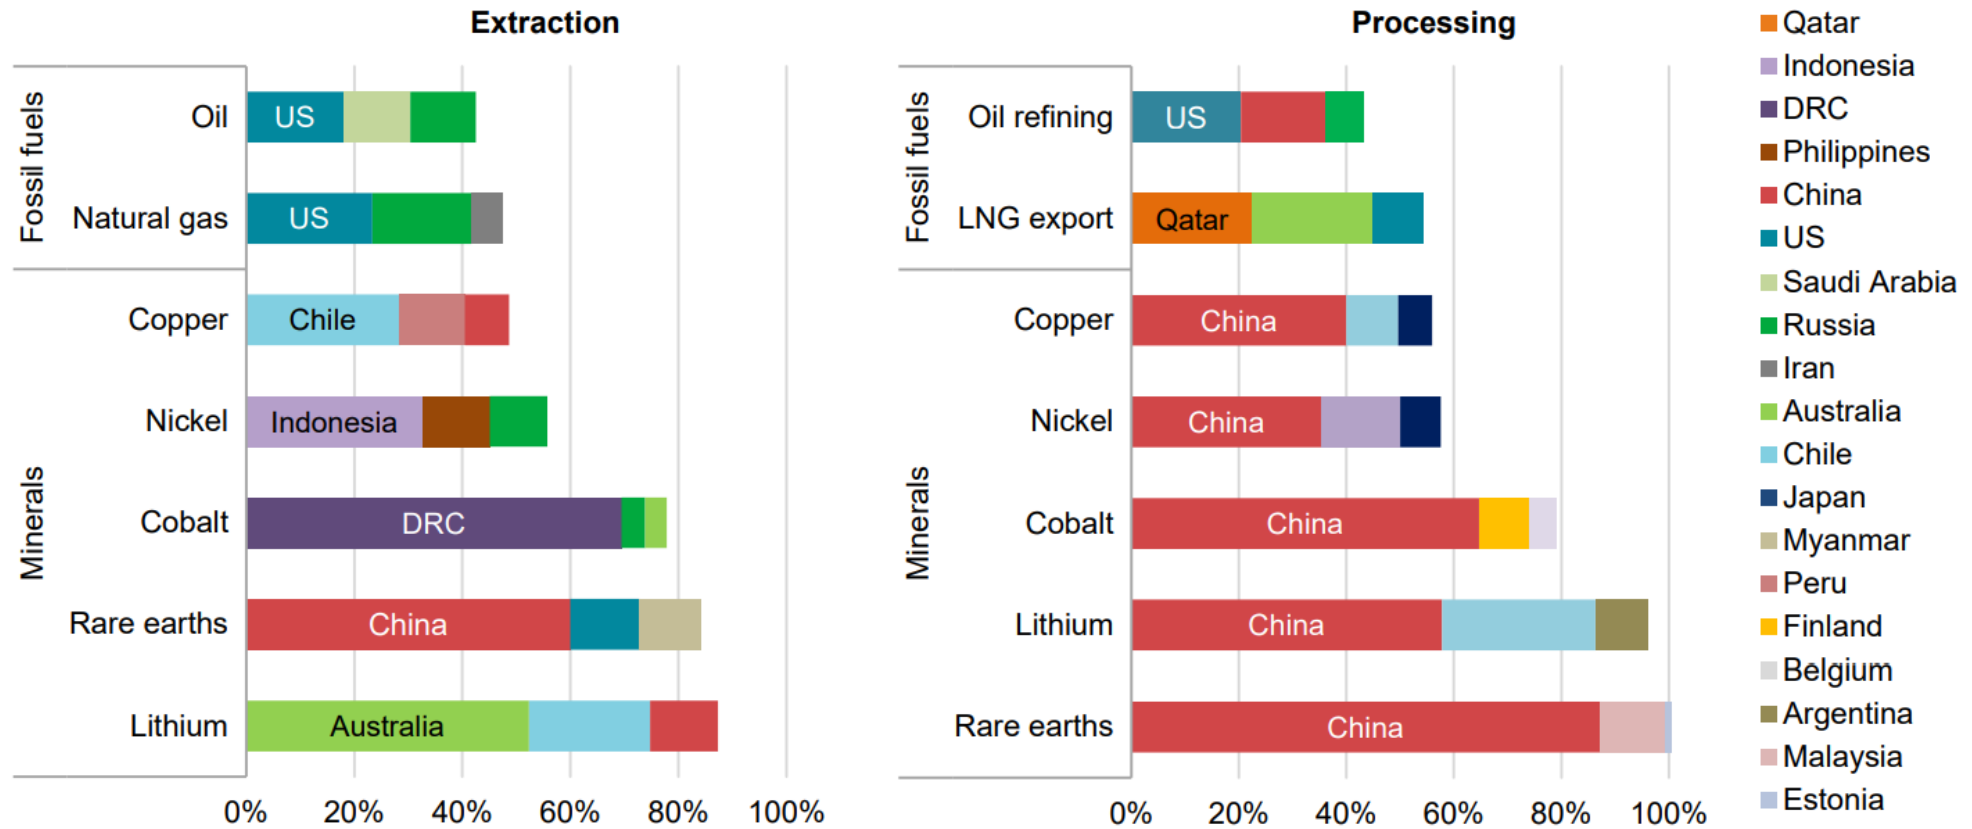 Extraction
Fossil fuels
Oil
US
Natural gas
US
Minerals
Copper
Chile
Nickel
Indonesia
Cobalt
DRC
Rare earths
China
Lithium
Australia
0% 20% 40% 60% 80% 100%
Processing
Fossil fuels
Oil refining
US
LNG export
Qatar
Minerals
Copper
China
Nickel
China
Cobalt
China
Lithium
China
Rare earths
China
0% 20% 40% 60% 80% 100%
Qatar
Indonesia
DRC
Philippines
China
US
Saudi Arabia
Russia
Iran
Australia
Chile
Japan
Myanmar
Peru
Finland
Belgium
Argentina
Malaysia
Estonia